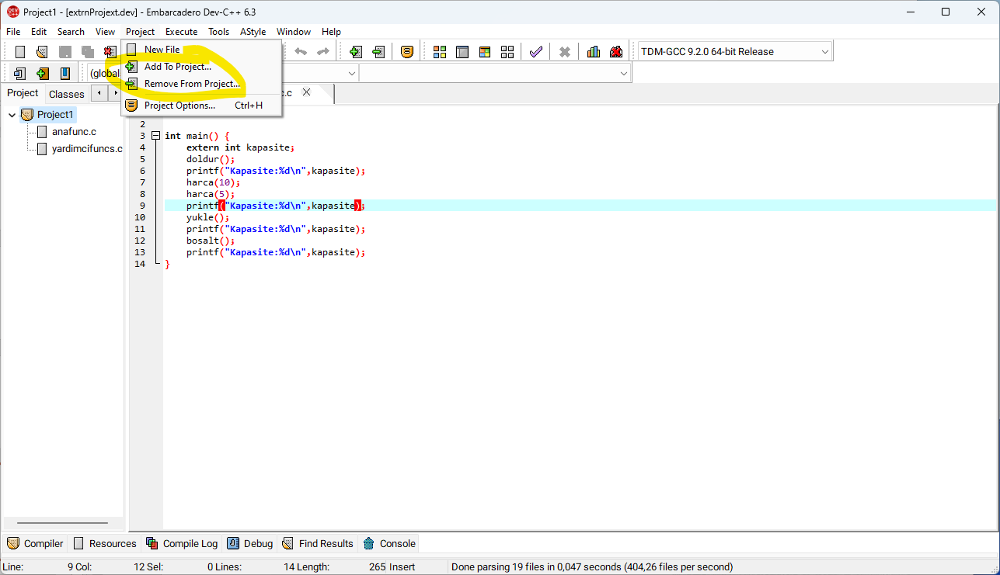 Project1 - [extrnProjext.dev] - Embarcadero Dev-C++ 6.3
File Edit Search View Project Execute Tools AStyle Window Help
New File
Add To Project...
Remove From Project...
Project Options... Ctrl+H
TDM-GCC 9.2.0 64-bit Release
(global
Project Classes
c.c
Project1
anafunc.c
yardimcifuncs.c
2
3 int main() {
4 extern int kapasite;
5 doldur();
6 printf("Kapasite:%d\n",kapasite);
7 harca(10);
8 harca(5);
9 printf("Kapasite:%d\n",kapasite);
10 yukle();
11 printf("Kapasite:%d\n",kapasite);
12 bosalt();
13 printf("Kapasite:%d\n",kapasite);
14 }
Compiler Resources Compile Log Debug Find Results Console
Line: 9 Col: 12 Sel: 0 Lines: 14 Length: 265 Insert Done parsing 19 files in 0,047 seconds (404,26 files per second)